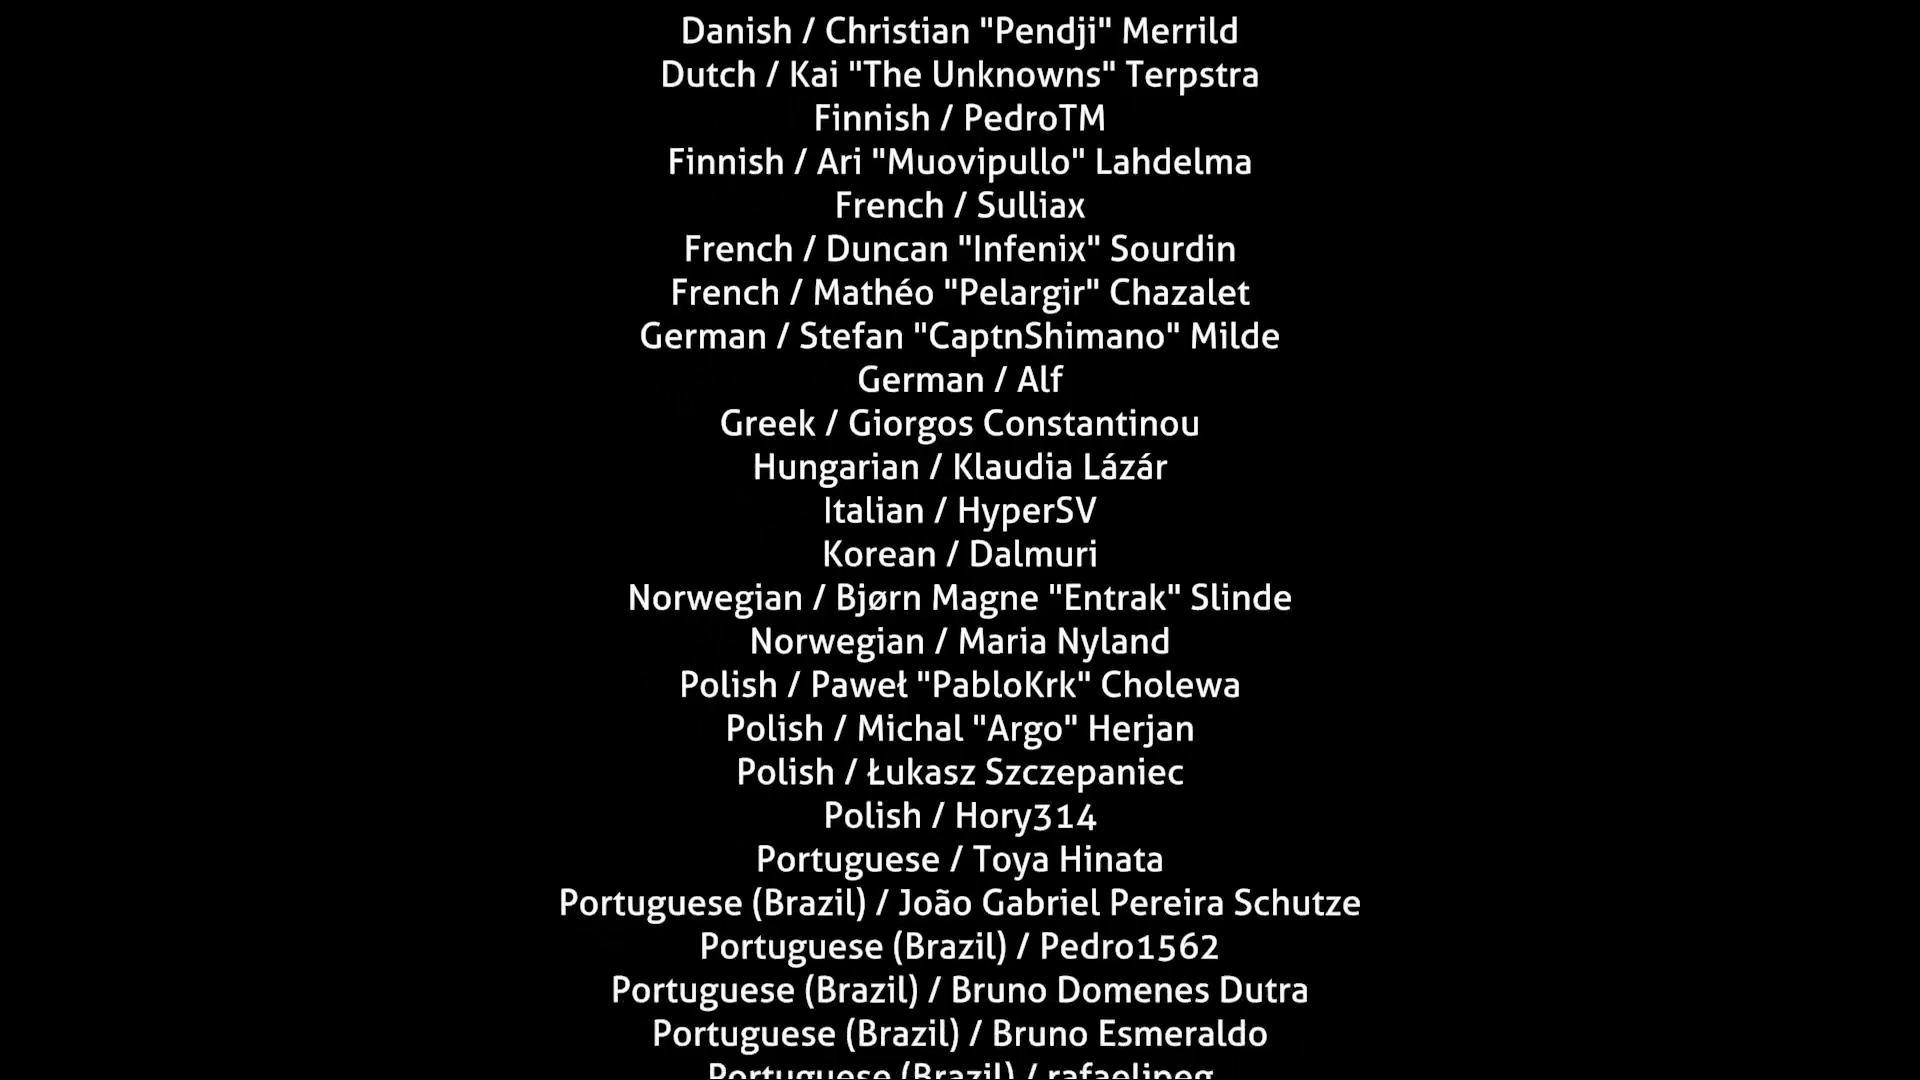 Danish / Christian "Pendji" Merrild
Dutch / Kai "The Unknowns" Terpstra
Finnish / PedroTM
Finnish / Ari "Muovipullo" Lahdelma
French / Sulliax
French / Duncan "Infenix" Sourdin
French / Mathéo "Pelargir" Chazalet
German / Stefan "CaptnShimano" Milde
German / Alf
Greek / Giorgos Constantinou
Hungarian / Klaudia Lázár
Italian / HyperSV
Korean / Dalmuri
Norwegian / Bjørn Magne "Entrak" Slinde
Norwegian / Maria Nyland
Polish / Paweł "PabloKrk" Cholewa
Polish / Michal "Argo" Herjan
Polish / Łukasz Szczepaniec
Polish / Hory314
Portuguese / Toya Hinata
Portuguese (Brazil) / João Gabriel Pereira Schutze
Portuguese (Brazil) / Pedro1562
Portuguese (Brazil) / Bruno Domenes Dutra
Portuguese (Brazil) / Bruno Esmeraldo
Portuguese (Brazil) /